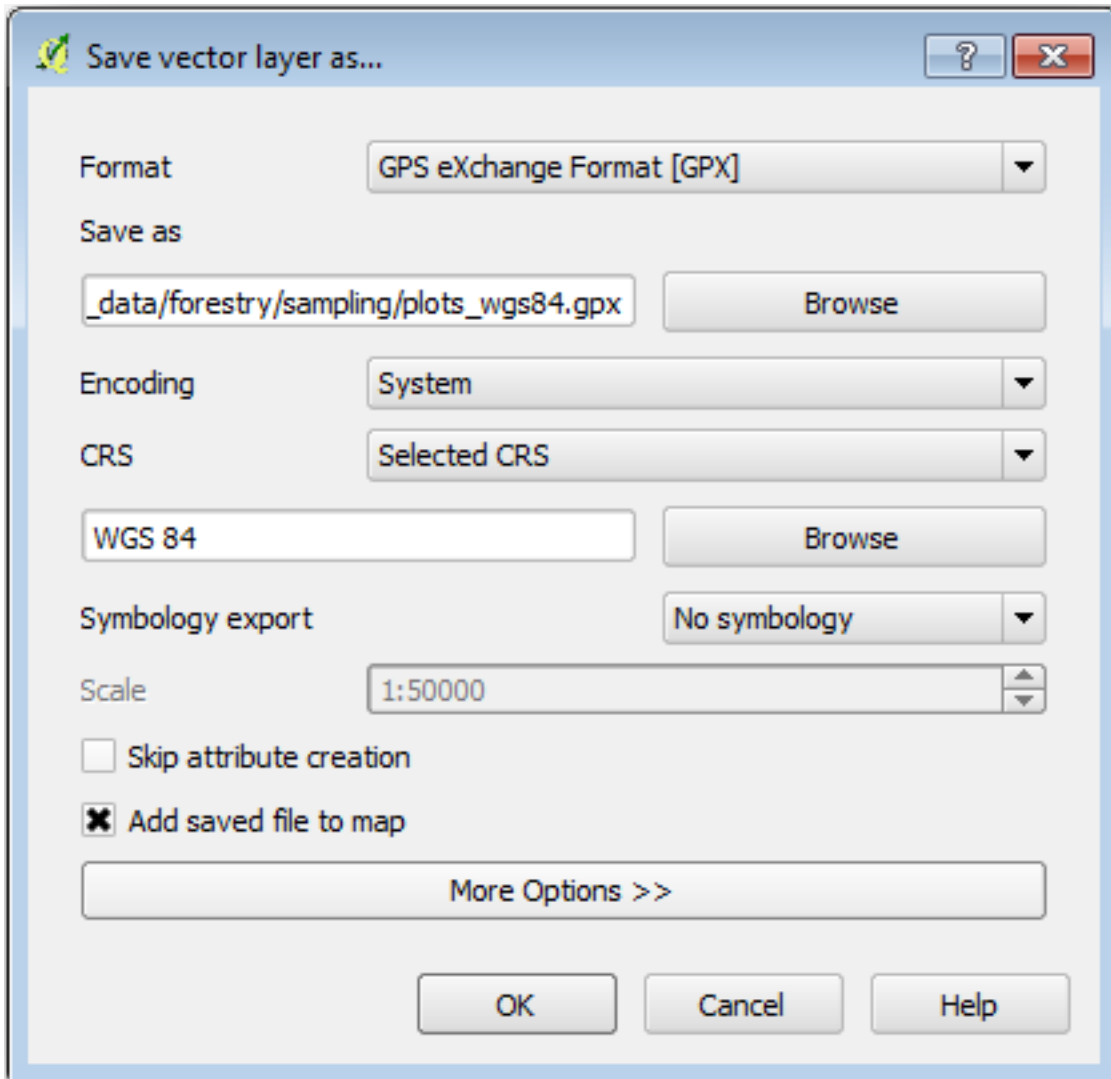 Save vector layer as...
?
Format GPS eXchange Format [GPX]
Save as
_data/forestry/sampling/plots_wgs84.gpx Browse
Encoding System
CRS Selected CRS
WGS 84 Browse
Symbology export No symbology
Scale 1:50000
Skip attribute creation
Add saved file to map
More Options >>
OK Cancel Help